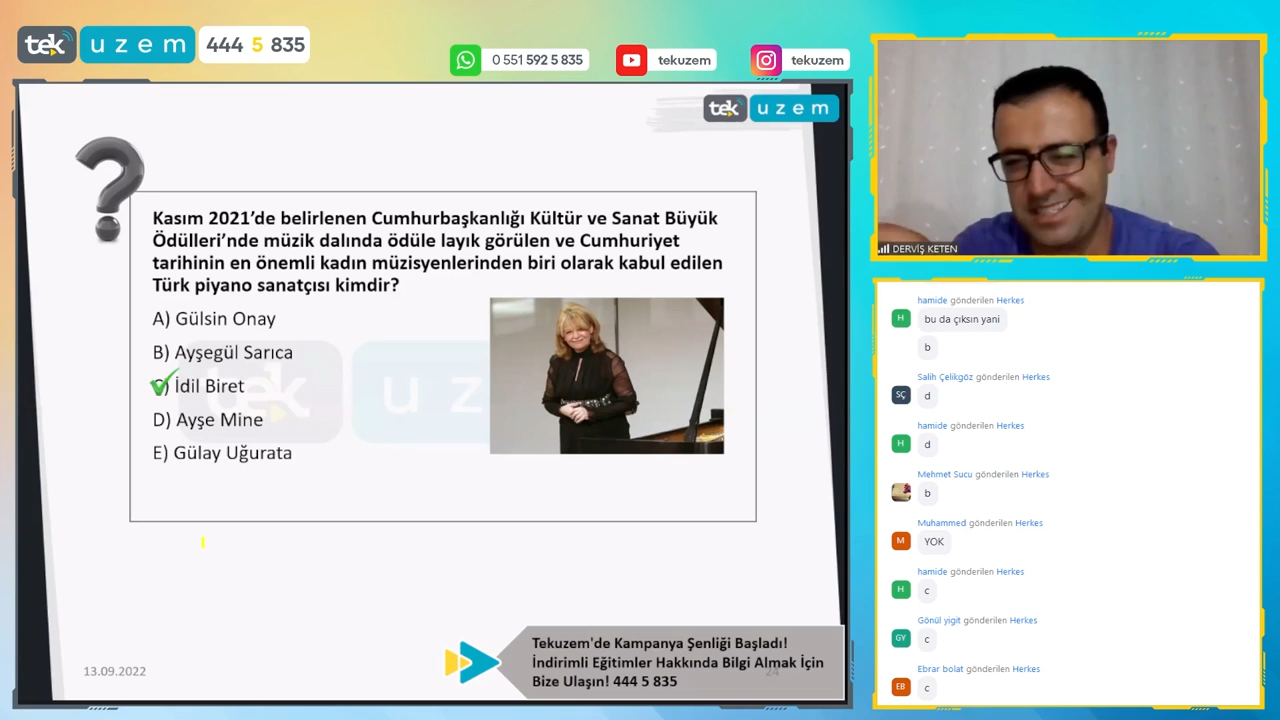 tek uzem 444 5 835
0 551 592 5 835
tekuzem
tekuzem
tek uzem
Kasım 2021’de belirlenen Cumhurbaşkanlığı Kültür ve Sanat Büyük
Ödülleri’nde müzik dalında ödüle layık görülen ve Cumhuriyet
tarihinin en önemli kadın müzisyenlerinden biri olarak kabul edilen
Türk piyano sanatçısı kimdir?
A) Gülsin Onay
B) Ayşegül Sarıca
C) İdil Biret
D) Ayşe Mine
E) Gülay Uğurata
13.09.2022
24
Tekuzem'de Kampanya Şenliği Başladı!
İndirimli Eğitimler Hakkında Bilgi Almak İçin
Bize Ulaşın! 444 5 835
DERVİŞ KETEN
hamide gönderilen Herkes
H bu da çıksın yani
b
Salih Çelikgöz gönderilen Herkes
SÇ d
hamide gönderilen Herkes
H d
Mehmet Sucu gönderilen Herkes
b
Muhammed gönderilen Herkes
M YOK
hamide gönderilen Herkes
H c
Gönül yigit gönderilen Herkes
GY c
Ebrar bolat gönderilen Herkes
EB c